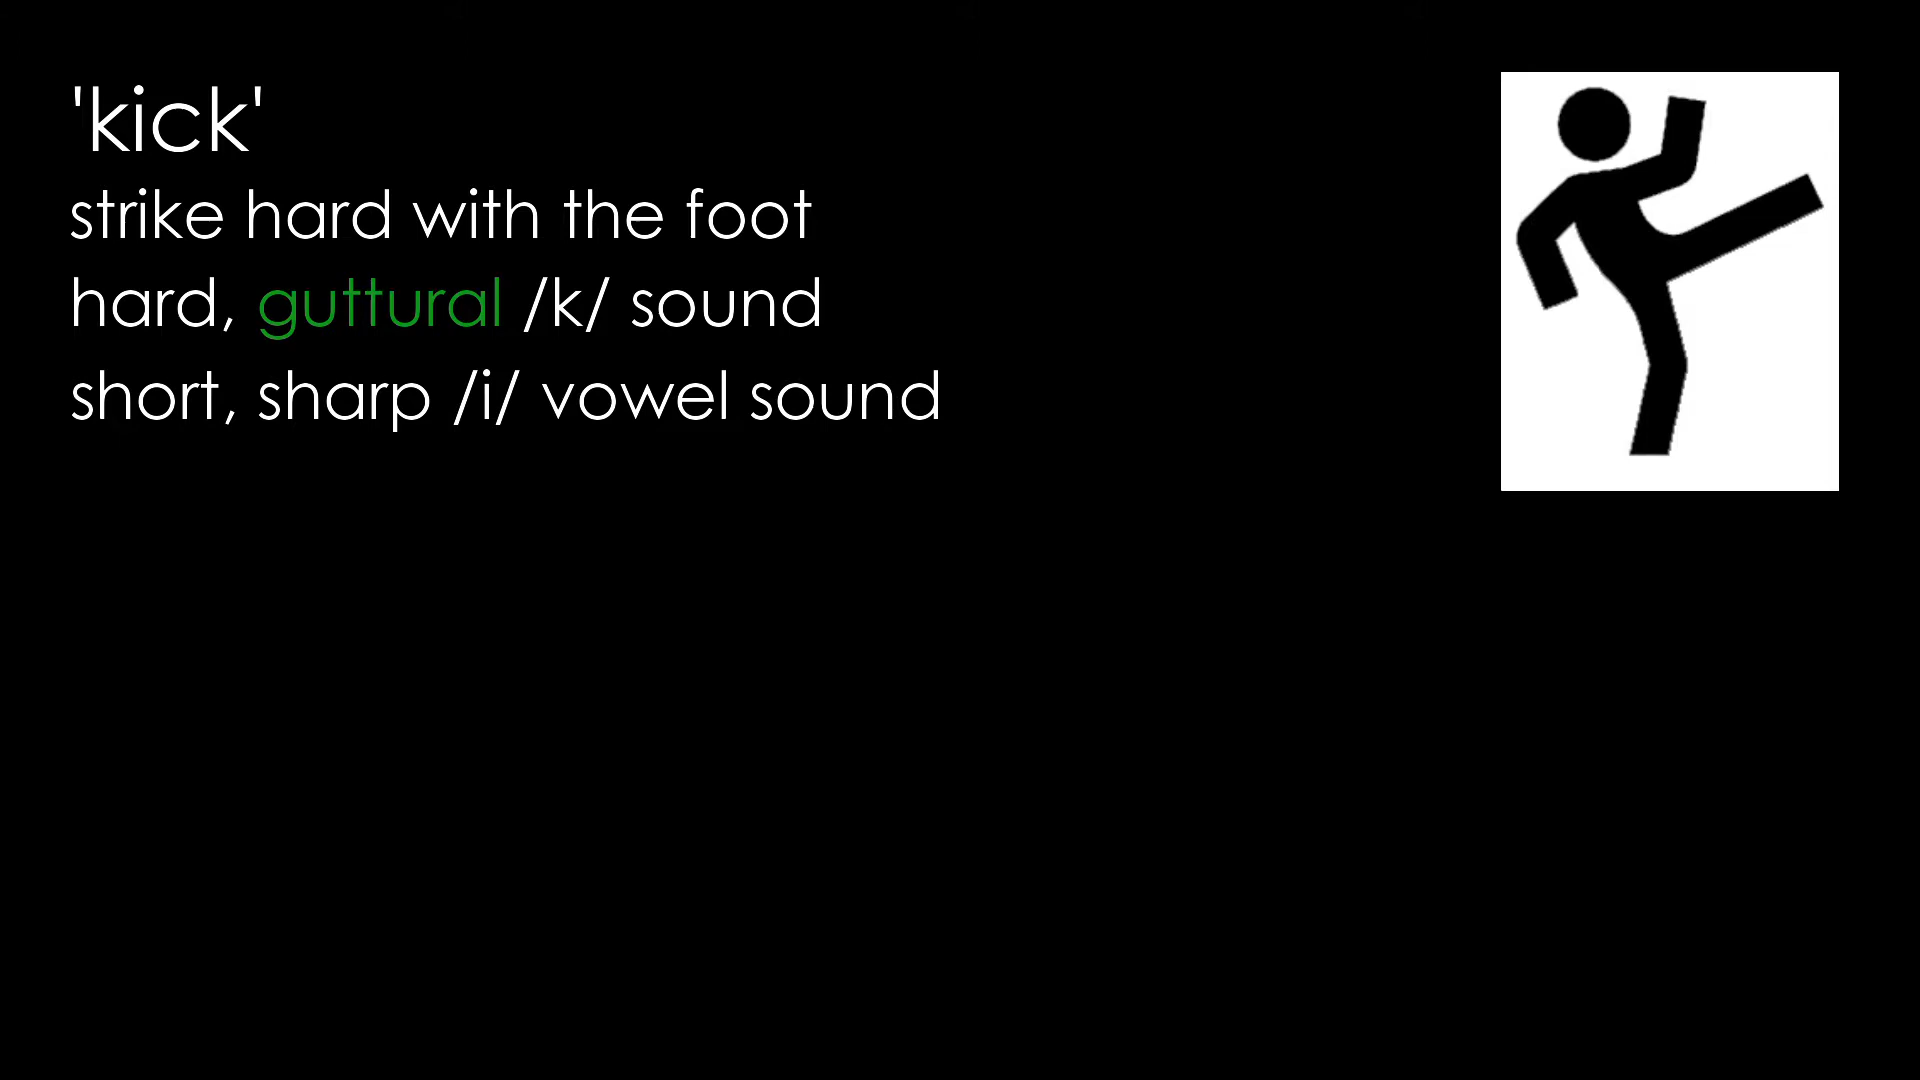 'kick'
strike hard with the foot
hard, guttural /k/ sound
short, sharp /i/ vowel sound